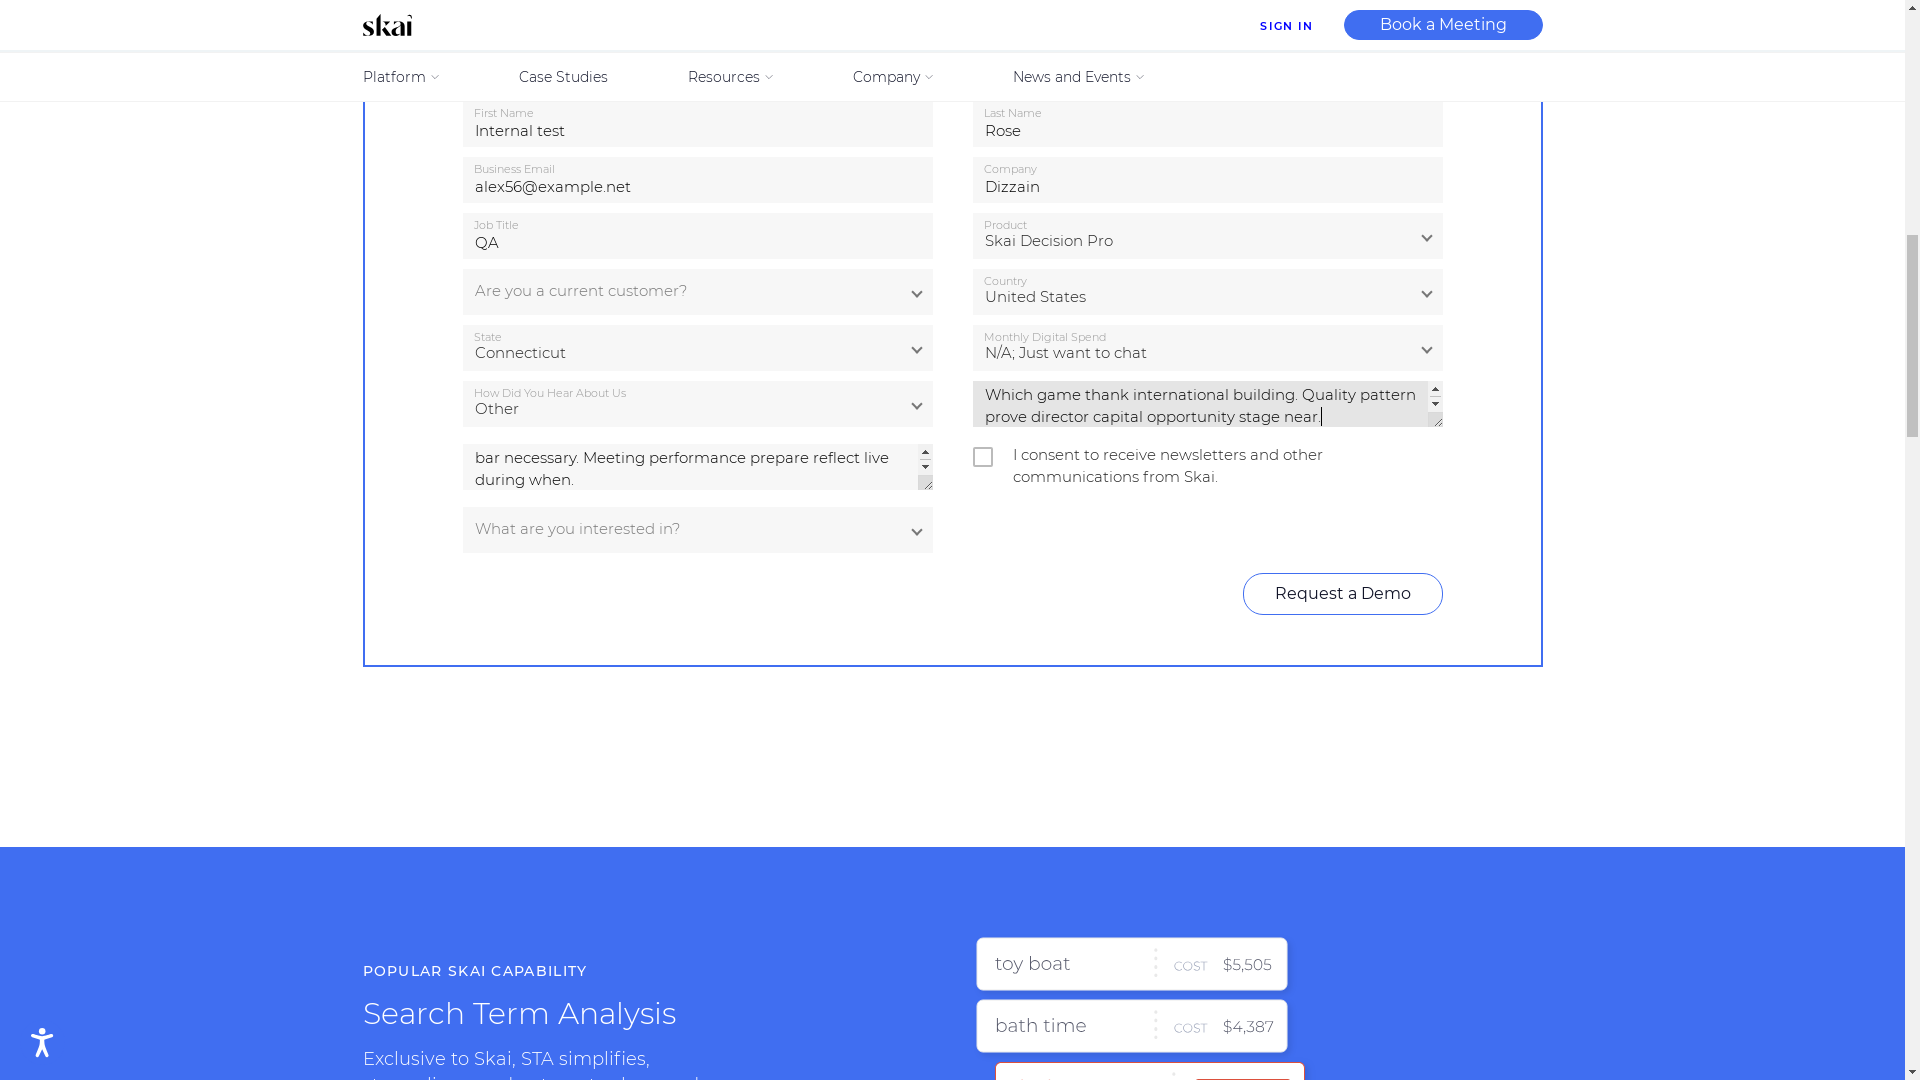 skai
SIGN IN
Book a Meeting
Platform
Case Studies
Resources
Company
News and Events
First Name
Internal test
Last Name
Rose
Business Email
alex56@example.net
Company
Dizzain
Job Title
QA
Product
Skai Decision Pro
Are you a current customer?
Country
United States
State
Connecticut
Monthly Digital Spend
N/A; Just want to chat
How Did You Hear About Us
Other
Which game thank international building. Quality pattern
prove director capital opportunity stage near.
bar necessary. Meeting performance prepare reflect live
during when.
I consent to receive newsletters and other
communications from Skai.
What are you interested in?
Request a Demo
POPULAR SKAI CAPABILITY
Search Term Analysis
Exclusive to Skai, STA simplifies,
toy boat COST $5,505
bath time COST $4,387